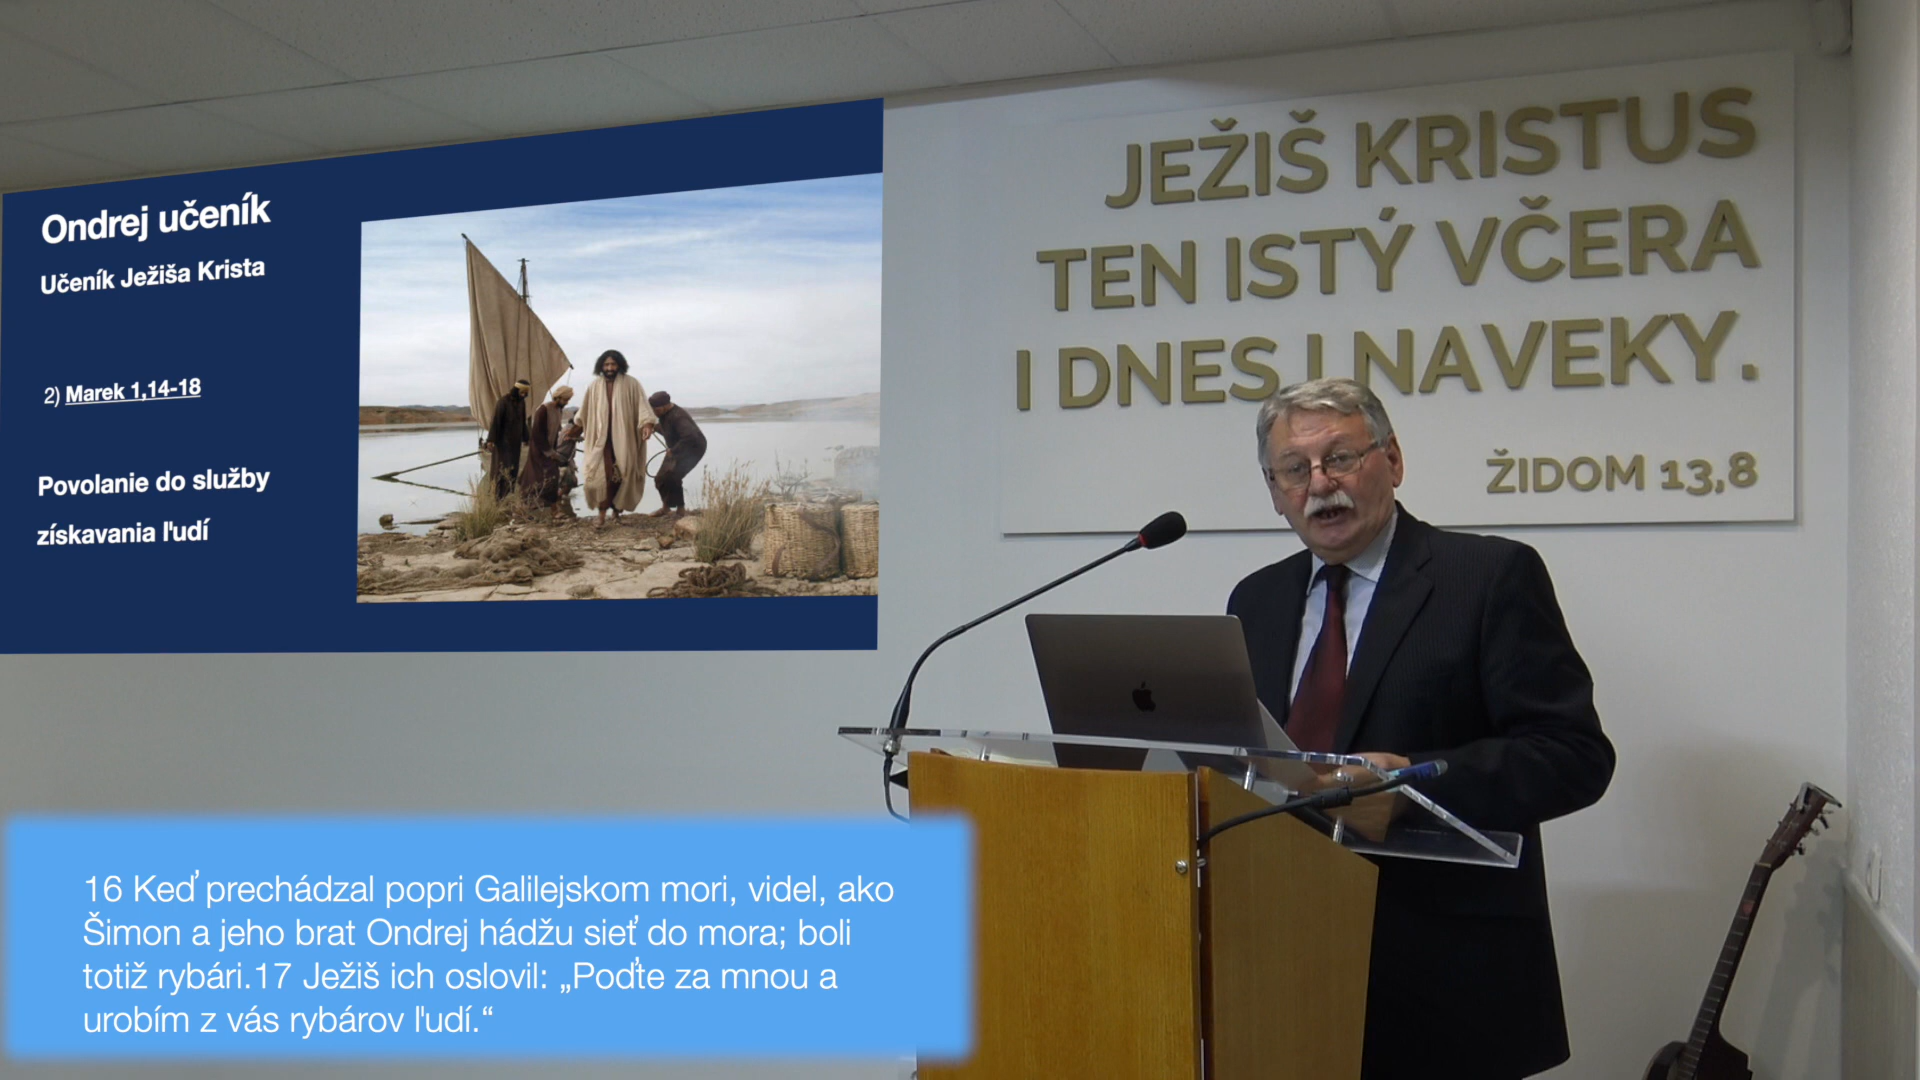 Ondrej učeník
Učeník Ježiša Krista
2) Marek 1,14-18
Povolanie do služby
získavania ľudí
JEŽIŠ KRISTUS
TEN ISTÝ VČERA
I DNES I NAVEKY.
ŽIDOM 13,8
16 Keď prechádzal popri Galilejskom mori, videl, ako
Šimon a jeho brat Ondrej hádžu sieť do mora; boli
totiž rybári.17 Ježiš ich oslovil: „Poďte za mnou a
urobím z vás rybárov ľudí.“